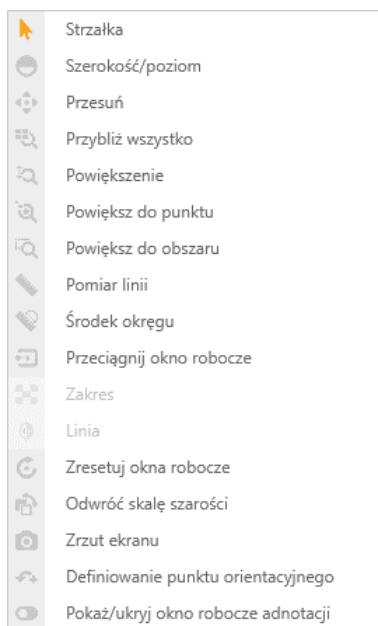 Strzałka
Szerokość/poziom
Przesuń
Przybliż wszystko
Powiększenie
Powiększ do punktu
Powiększ do obszaru
Pomiar linii
Środek okręgu
Przeciągnij okno robocze
Zakres
Linia
Zresetuj okna robocze
Odwróć skalę szarości
Zrzut ekranu
Definiowanie punktu orientacyjnego
Pokaż/ukryj okno robocze adnotacji